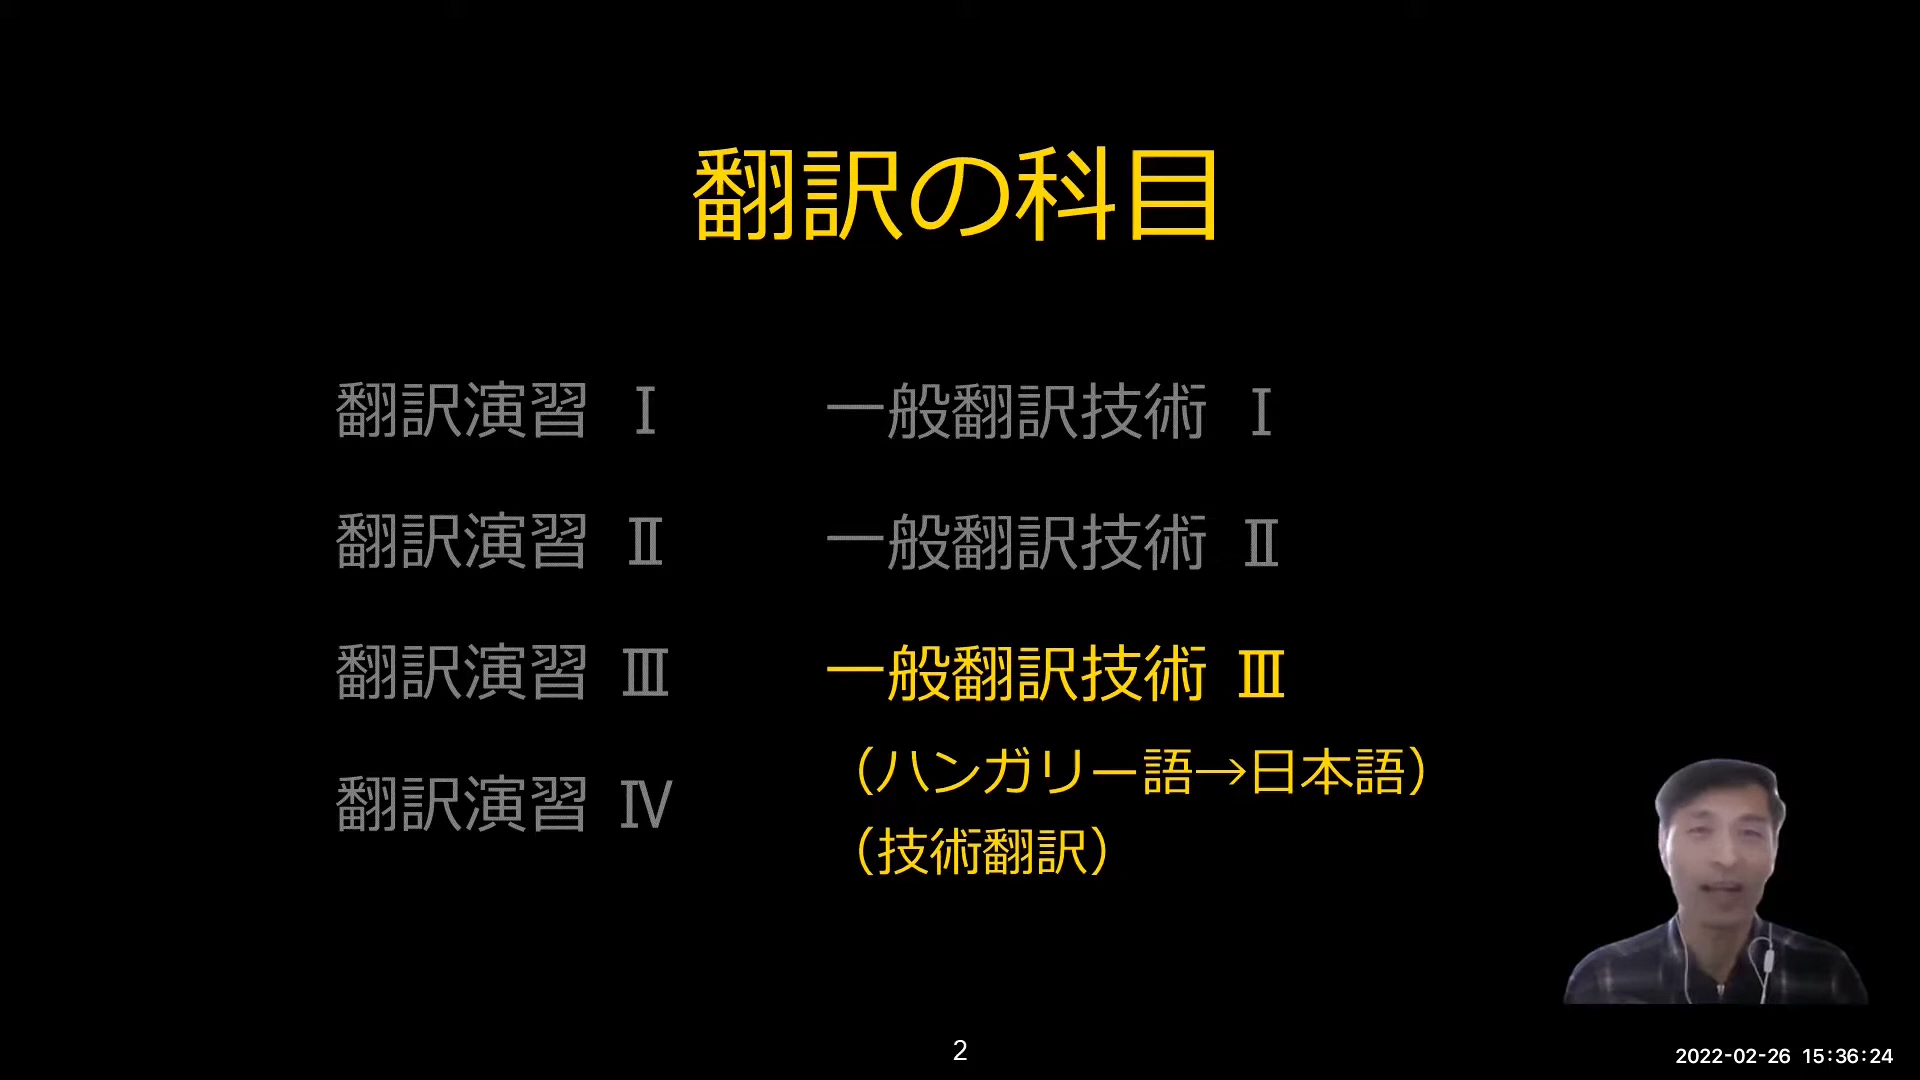 翻訳の科目
翻訳演習 Ⅰ
一般翻訳技術 Ⅰ
翻訳演習 Ⅱ
一般翻訳技術 Ⅱ
翻訳演習 Ⅲ
一般翻訳技術 Ⅲ
（ハンガリー語→日本語）
翻訳演習 Ⅳ
（技術翻訳）
2
2022-02-26 15:36:24